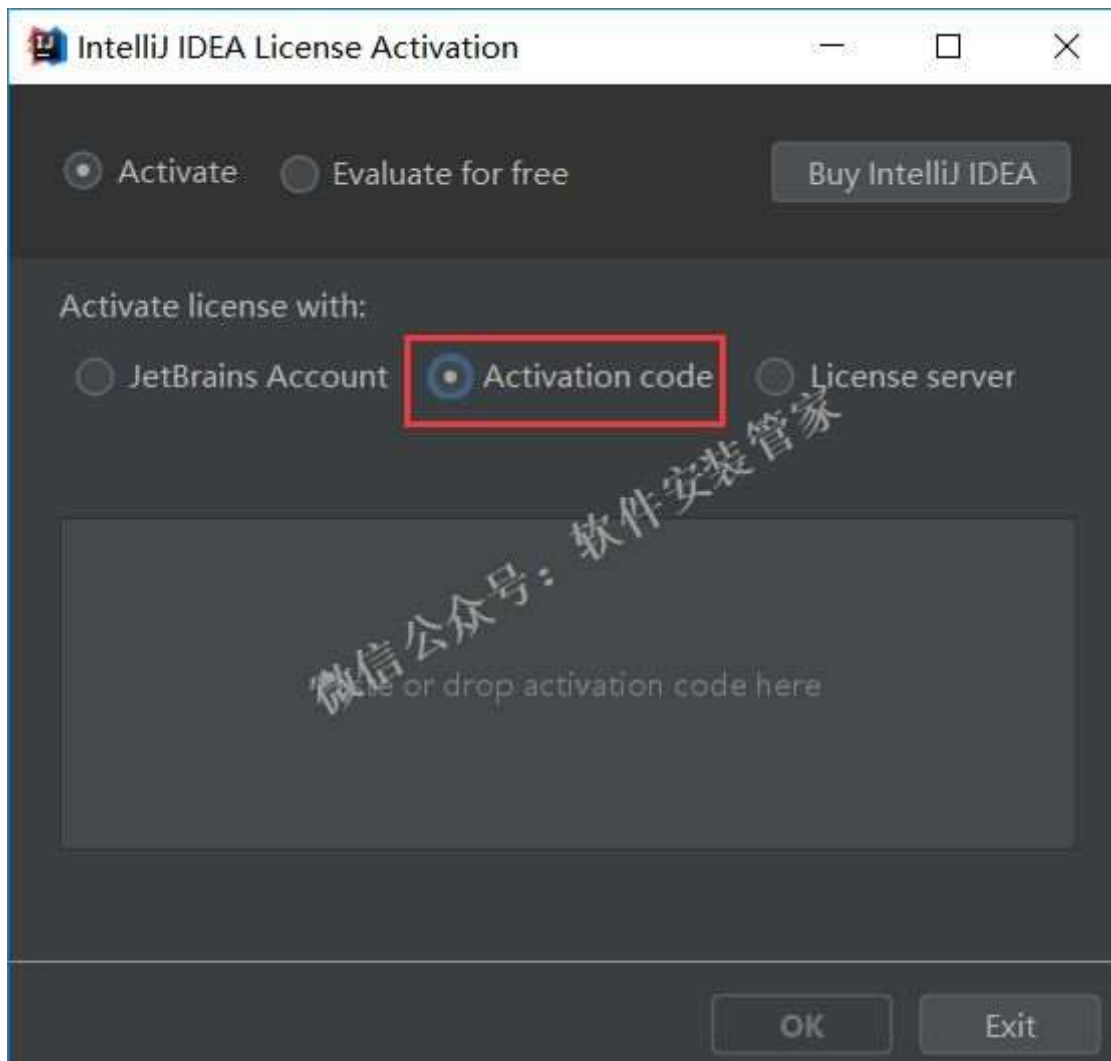 IntelliJ IDEA License Activation
Activate Evaluate for free Buy IntelliJ IDEA
Activate license with:
JetBrains Account Activation code License server
微信公众号：软件安装管家
or drop activation code here
OK Exit